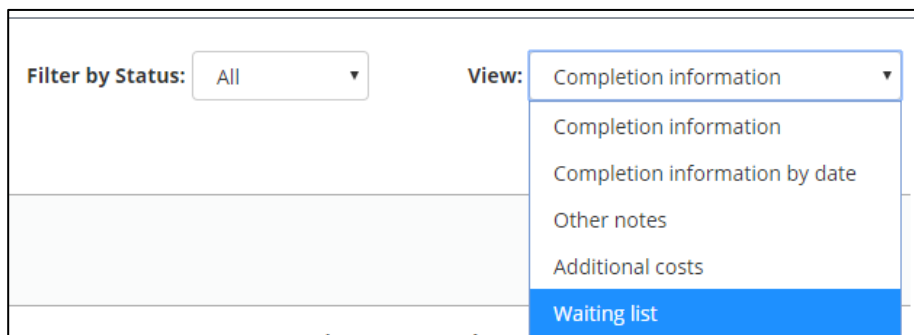 Filter by Status: All View: Completion information
Completion information
Completion information by date
Other notes
Additional costs
Waiting list